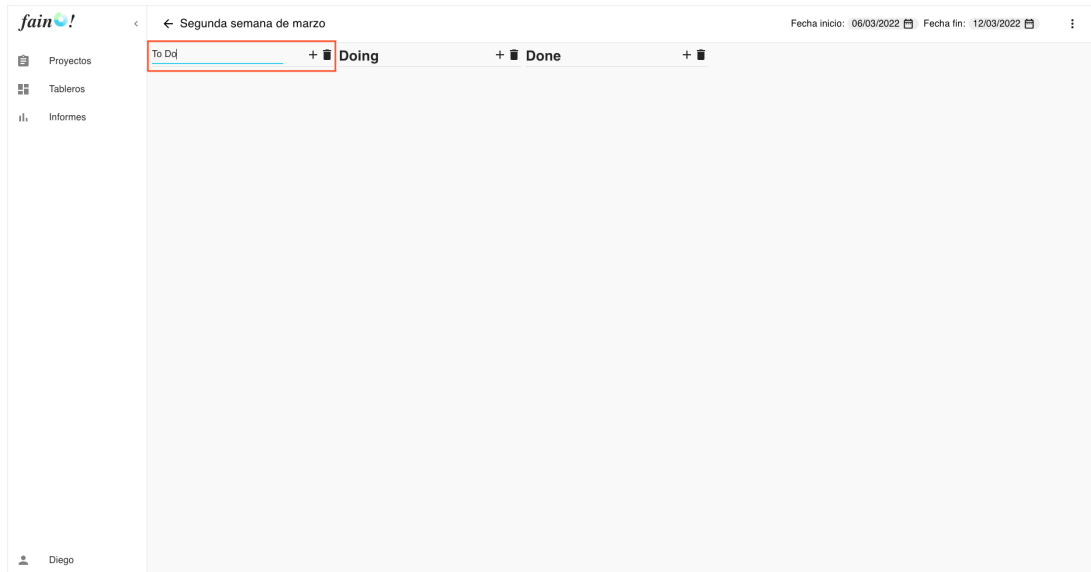 fain!
Segunda semana de marzo
Fecha inicio: 06/03/2022 Fecha fin: 12/03/2022
Proyectos
Tableros
Informes
To Do
Doing
Done
Diego